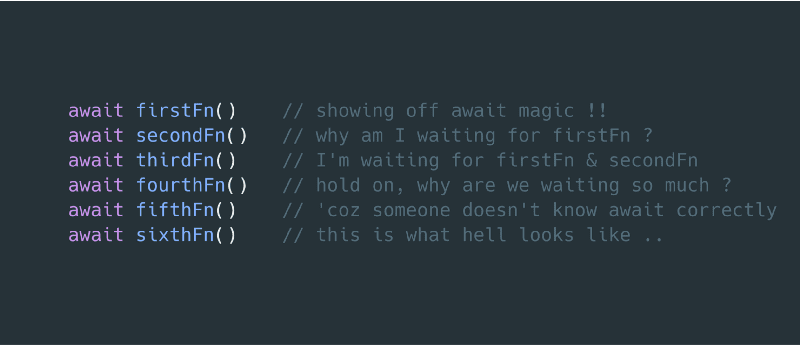 await firstFn()    // showing off await magic !!
await secondFn()   // why am I waiting for firstFn ?
await thirdFn()    // I'm waiting for firstFn & secondFn
await fourthFn()   // hold on, why are we waiting so much ?
await fifthFn()    // 'coz someone doesn't know await correctly
await sixthFn()    // this is what hell looks like ..